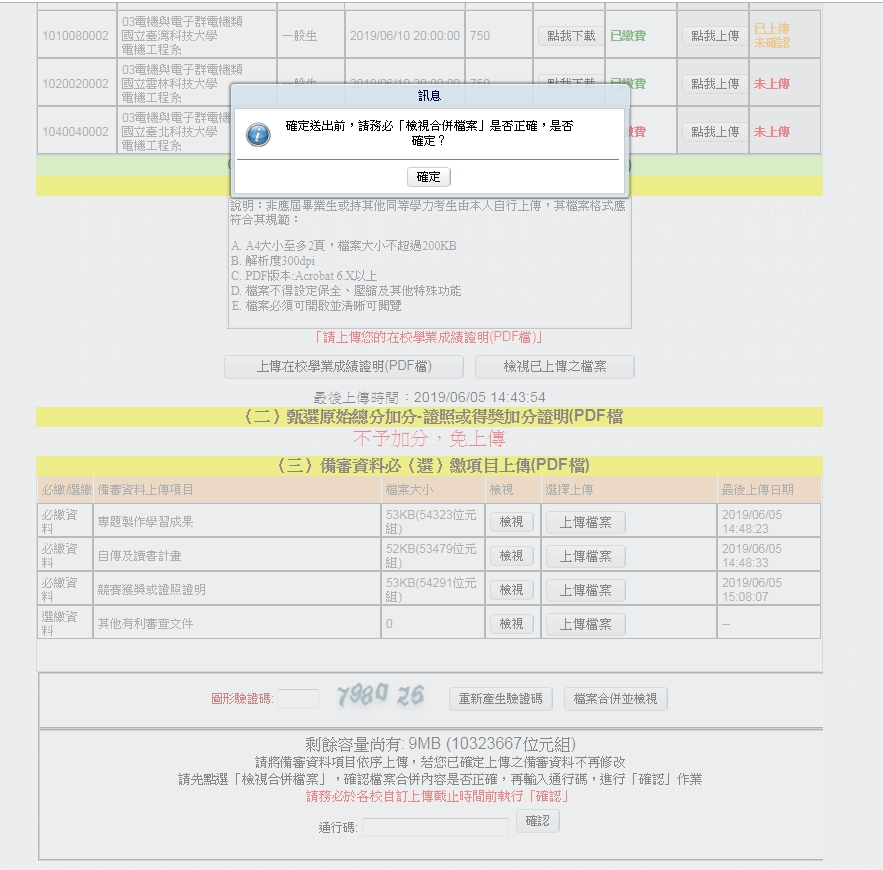 1010080002
03電機與電子群電機類
國立臺灣科技大學
電機工程系
一般生
2019/06/10 20:00:00
750
點我下載
已繳費
點我上傳
已上傳
未確認
1020020002
03電機與電子群電機類
國立雲林科技大學
電機工程系
一般生
2019/06/10 20:00:00
750
點我下載
繳費
點我上傳
未上傳
訊息
確定送出前，請務必「檢視合併檔案」是否正確，是否
確定？
確定
1040040002
03電機與電子群電機類
國立臺北科技大學
電機工程系
繳費
點我上傳
未上傳
說明：非應屆畢業生或持其他同等學力考生由本人自行上傳，其檔案格式應
符合其規範：
A. A4大小至多2頁，檔案大小不超過200KB
B. 解析度300dpi
C. PDF版本:Acrobat 6.X以上
D. 檔案不得設定保全、壓縮及其他特殊功能
E. 檔案必須可開啟並清晰可閱覽
「請上傳您的在校學業成績證明(PDF檔)」
上傳在校學業成績證明(PDF檔)
檢視已上傳之檔案
最後上傳時間：2019/06/05 14:43:54
（二）甄選原始總分加分-證照或得獎加分證明(PDF檔
不予加分，免上傳
（三）備審資料必（選）繳項目上傳(PDF檔)
必繳/選繳 備審資料上傳項目 檔案大小 檢視 選擇上傳 最後上傳日期
必繳資
料
專題製作學習成果
53KB(54323位元
組)
檢視
上傳檔案
2019/06/05
14:48:23
必繳資
料
自傳及讀書計畫
52KB(53479位元
組)
檢視
上傳檔案
2019/06/05
14:48:33
必繳資
料
競賽獲獎或證照證明
53KB(54291位元
組)
檢視
上傳檔案
2019/06/05
15:08:07
選繳資
料
其他有利審查文件
0
檢視
上傳檔案
--
圖形驗證碼:
重新產生驗證碼
檔案合併並檢視
剩餘容量尚有: 9MB (10323667位元組)
請將備審資料項目依序上傳，若您已確定上傳之備審資料不再修改
請先點選「檢視合併檔案」，確認檔案合併內容是否正確，再輸入通行碼，進行「確認」作業
請務必於各校自訂上傳截止時間前執行「確認」
通行碼:
確認